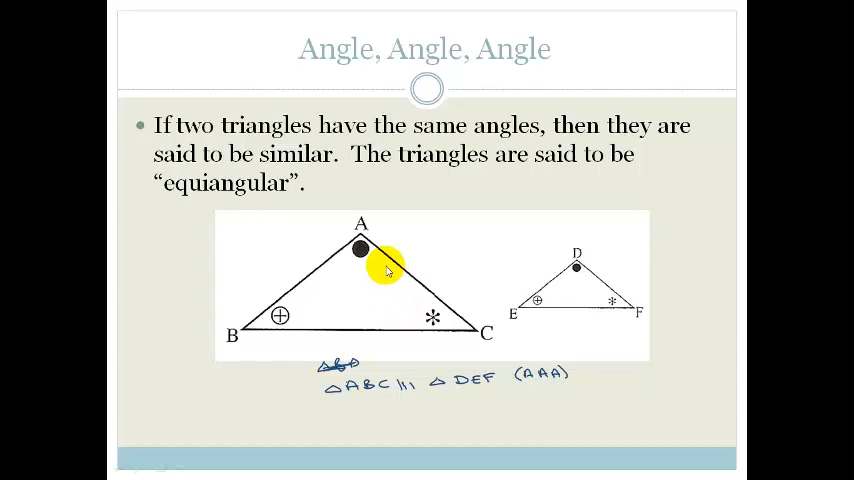 Angle, Angle, Angle
If two triangles have the same angles, then they are
said to be similar. The triangles are said to be
“equiangular”.
A
D
E
F
B
C
△ABC ||| △DEF (AAA)